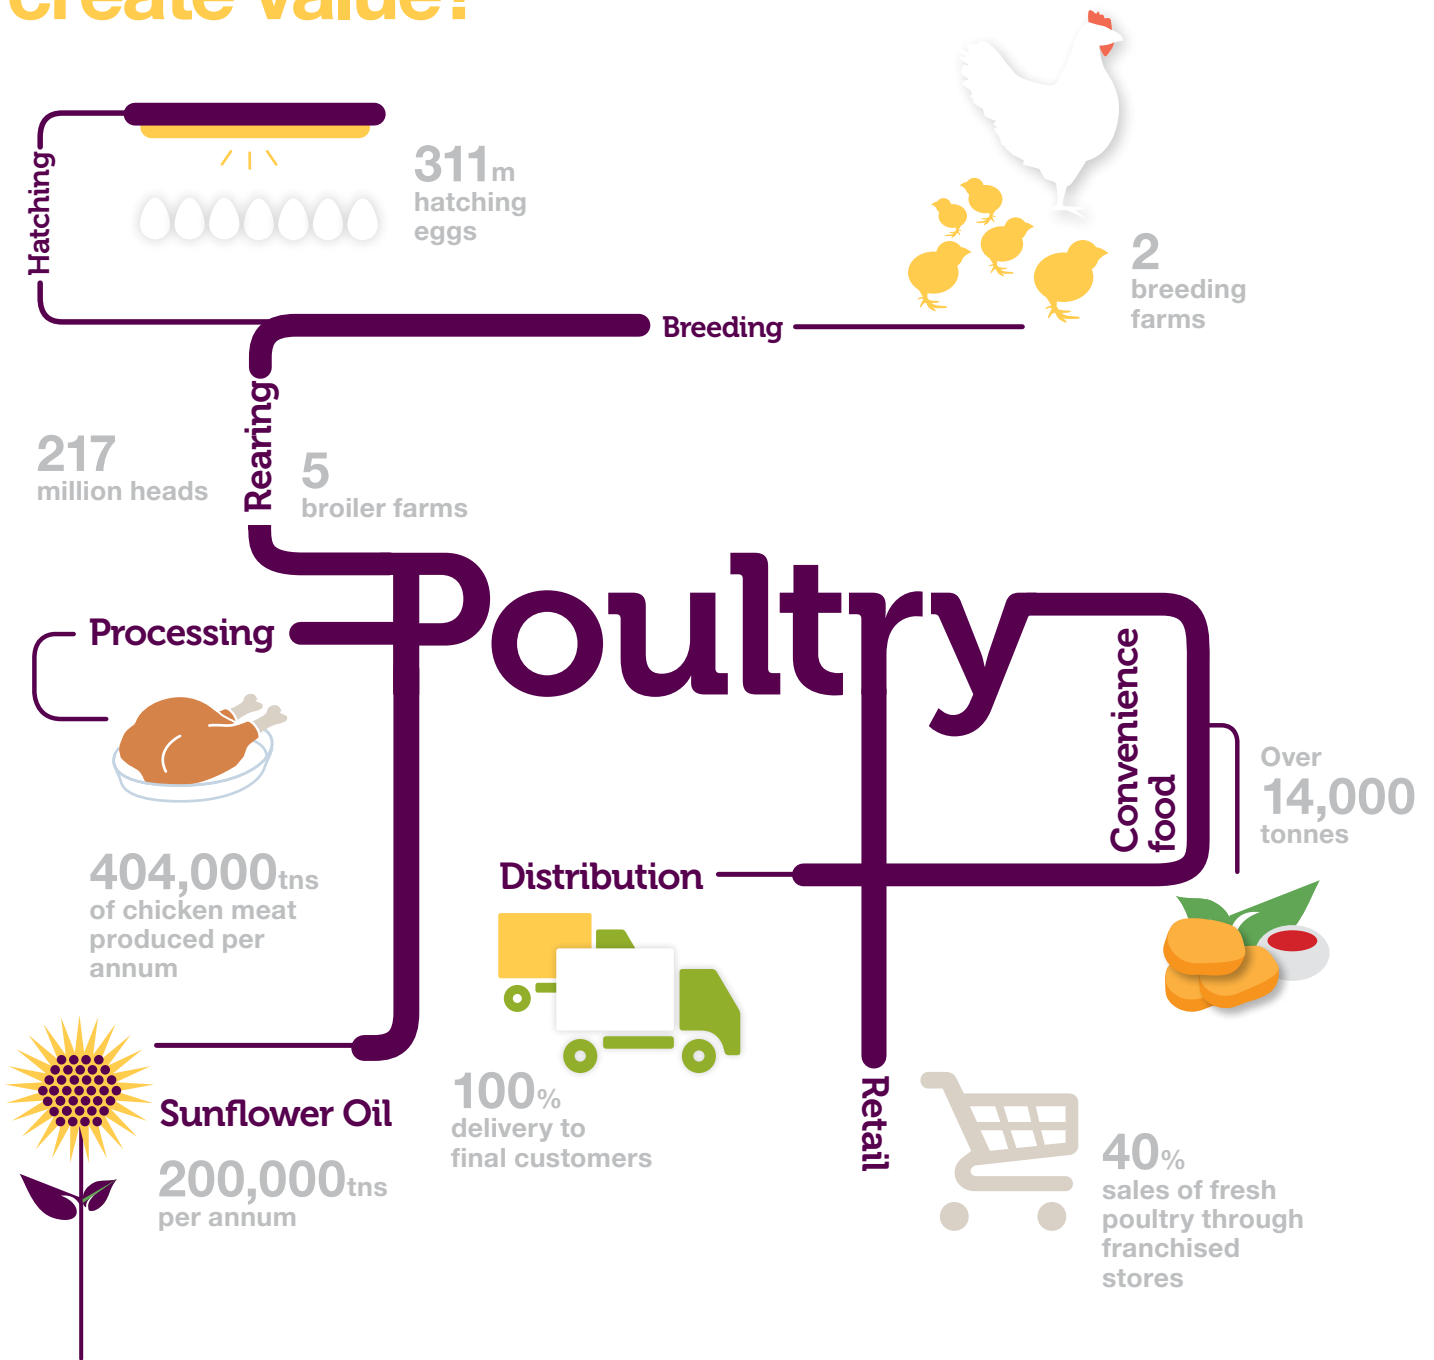 create value?
Hatching
311m
hatching
eggs
2
breeding
farms
Breeding
Rearing
217
million heads
5
broiler farms
Poultry
Processing
Convenience
food
Over
14,000
tonnes
404,000tns
of chicken meat
produced per
annum
Distribution
100%
delivery to
final customers
Sunflower Oil
200,000tns
per annum
Retail
40%
sales of fresh
poultry through
franchised
stores